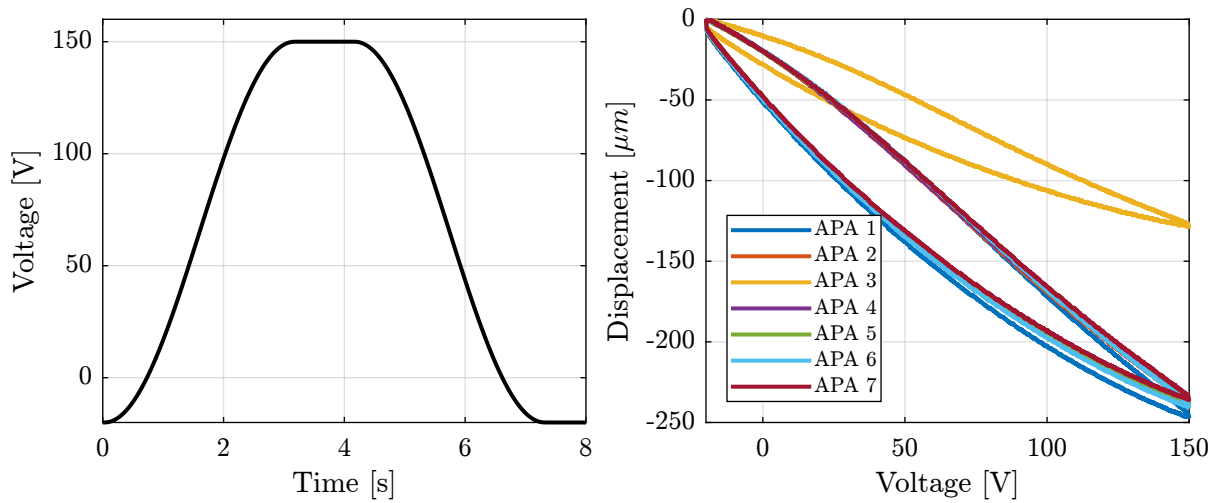 150
100
50
0
0
2
4
6
8
Voltage [V]
Time [s]
0
-50
-100
-150
-200
-250
0
50
100
150
Displacement [μm]
Voltage [V]
APA 1
APA 2
APA 3
APA 4
APA 5
APA 6
APA 7